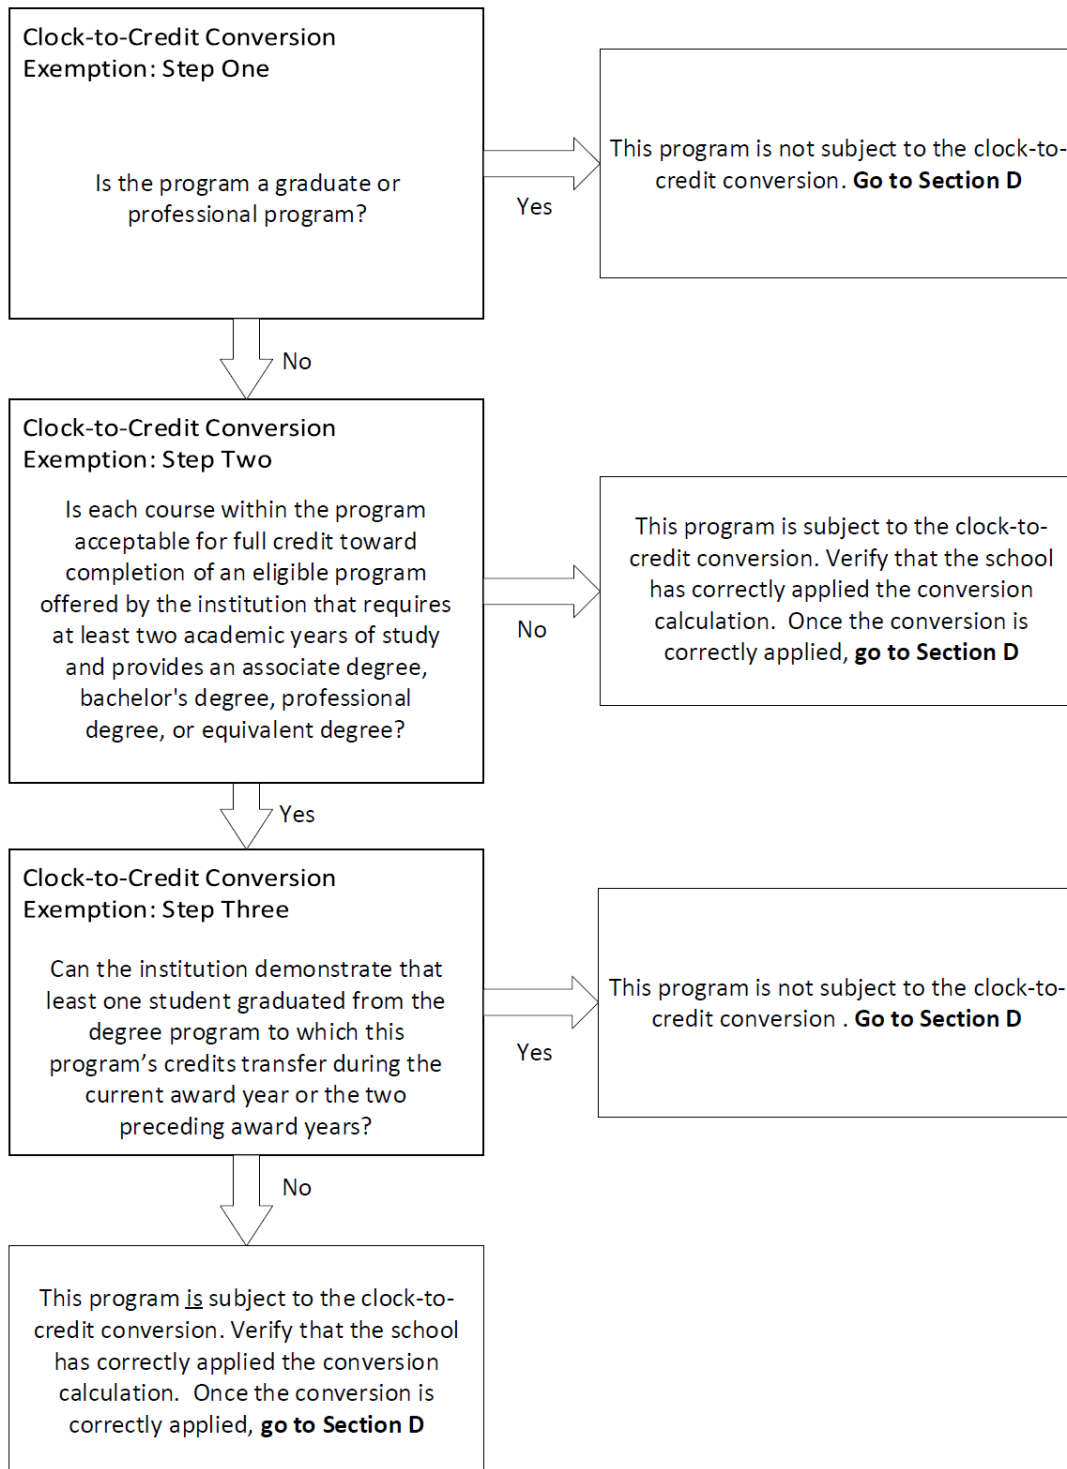 Clock-to-Credit Conversion
Exemption: Step One
Is the program a graduate or
professional program?
Yes
This program is not subject to the clock-to-
credit conversion. Go to Section D
No
Clock-to-Credit Conversion
Exemption: Step Two
Is each course within the program
acceptable for full credit toward
completion of an eligible program
offered by the institution that requires
at least two academic years of study
and provides an associate degree,
bachelor's degree, professional
degree, or equivalent degree?
No
This program is subject to the clock-to-
credit conversion. Verify that the school
has correctly applied the conversion
calculation.  Once the conversion is
correctly applied, go to Section D
Yes
Clock-to-Credit Conversion
Exemption: Step Three
Can the institution demonstrate that
least one student graduated from the
degree program to which this
program’s credits transfer during the
current award year or the two
preceding award years?
Yes
This program is not subject to the clock-to-
credit conversion . Go to Section D
No
This program is subject to the clock-to-
credit conversion. Verify that the school
has correctly applied the conversion
calculation.  Once the conversion is
correctly applied, go to Section D